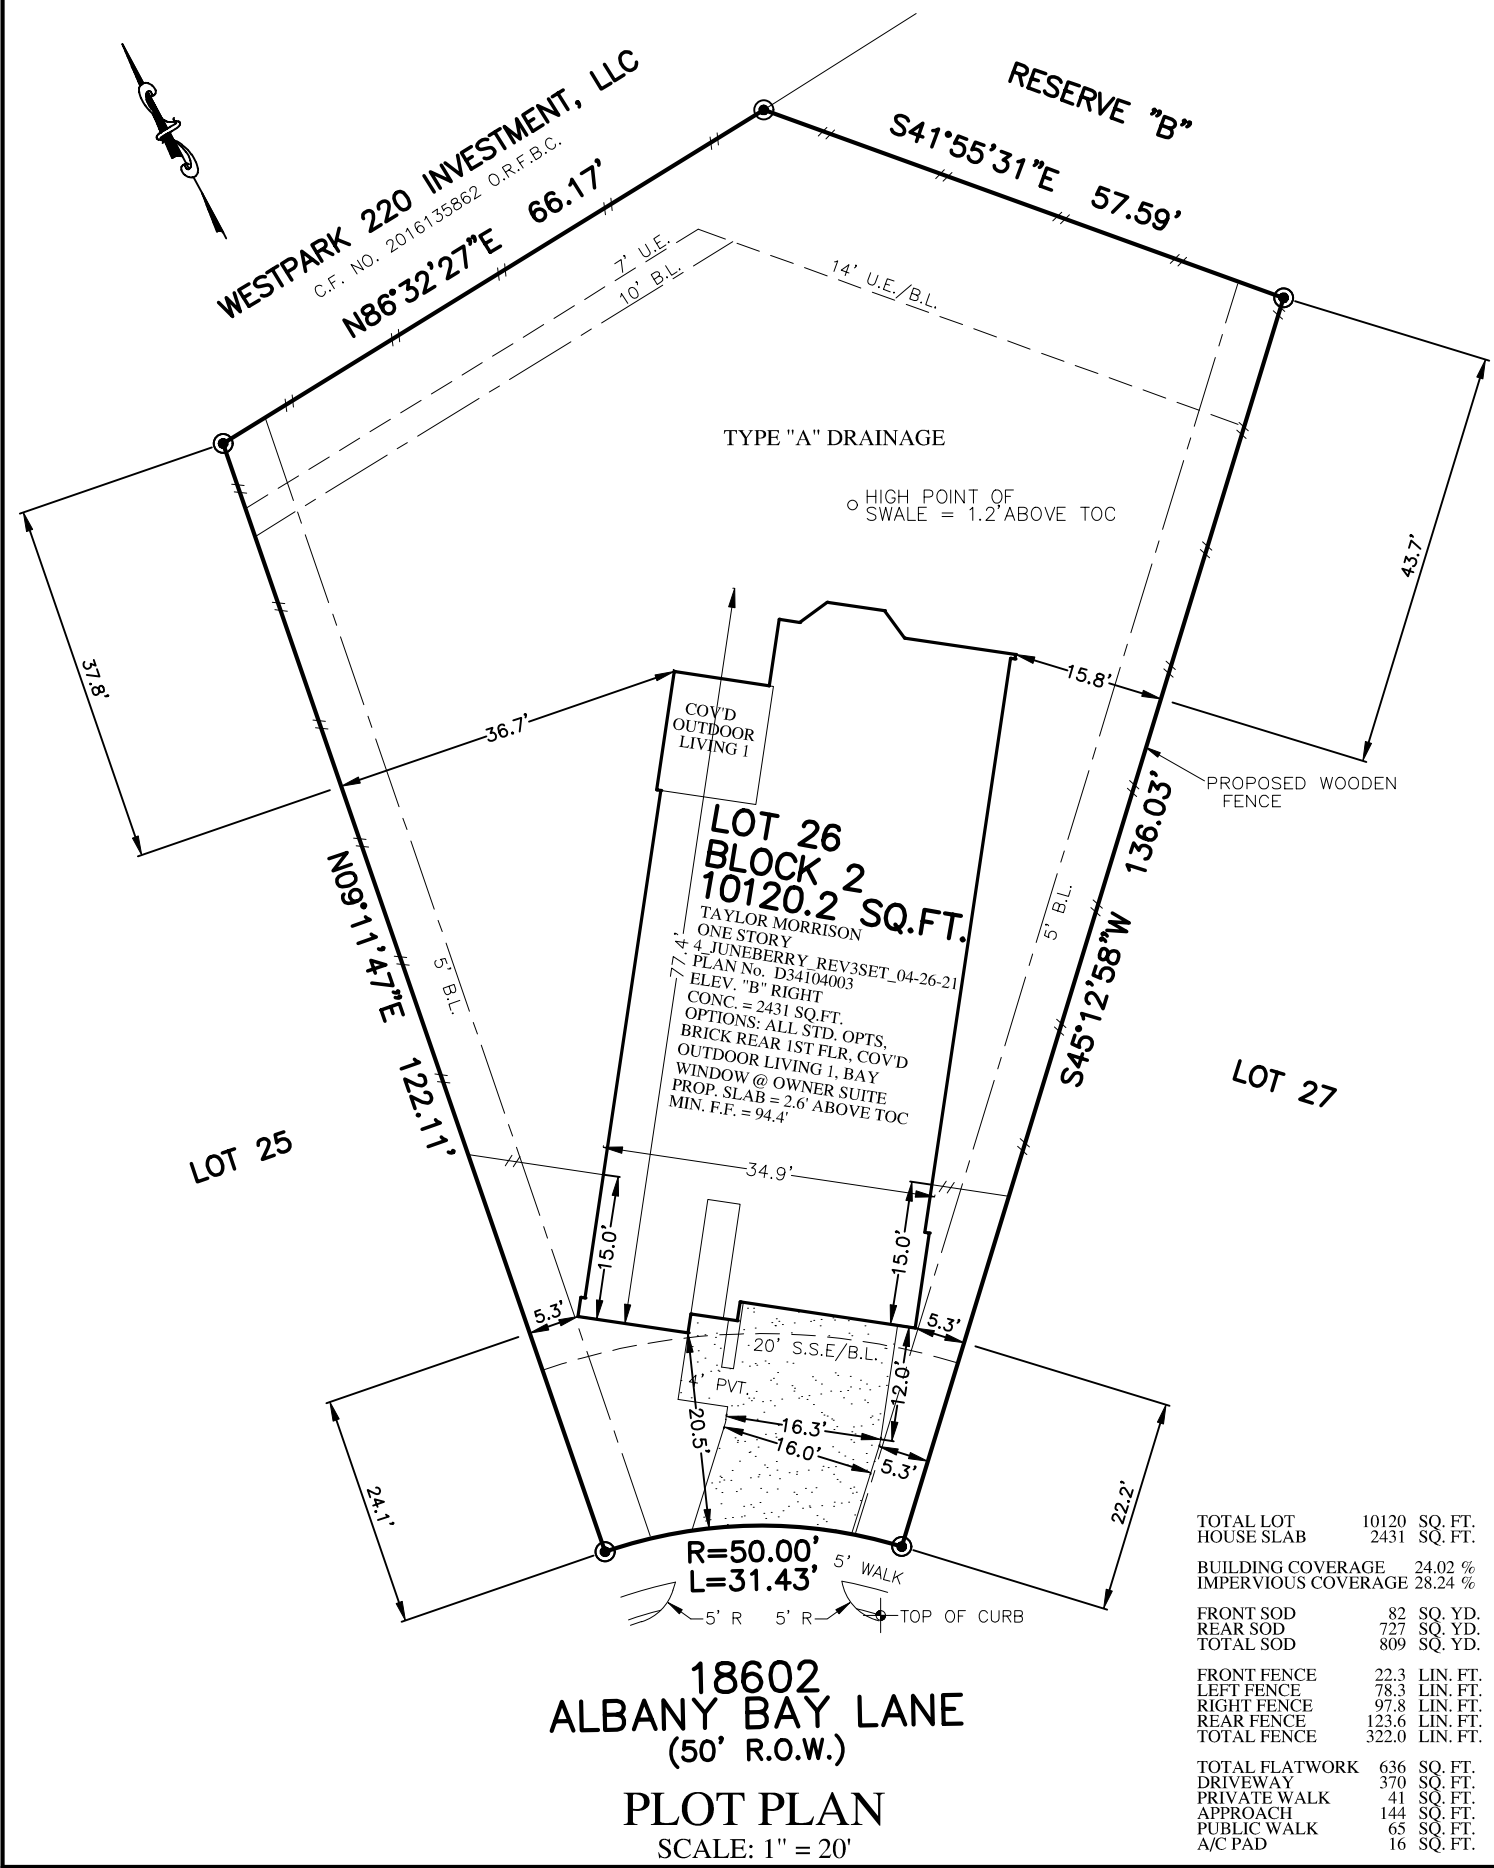 RESERVE "B"
WESTPARK 220 INVESTMENT, LLC
C.F. NO. 2016135862 O.R.F.B.C.
N86°32'27"E 66.17'
S41°55'31"E 57.59'
7' U.E.
10' B.L.
14' U.E./B.L.
TYPE "A" DRAINAGE
HIGH POINT OF
SWALE = 1.2'ABOVE TOC
43.7'
37.8'
36.7'
15.8'
COV'D
OUTDOOR
LIVING 1
PROPOSED WOODEN
FENCE
N09°11'47"E 122.11'
S45°12'58"W 136.03'
5' B.L.
5' B.L.
77.4'
LOT 26
BLOCK 2
10120.2 SQ.FT.
TAYLOR MORRISON
ONE STORY
4_JUNEBERRY_REV3SET_04-26-21
PLAN No. D34104003
ELEV. "B" RIGHT
CONC. = 2431 SQ.FT.
OPTIONS: ALL STD. OPTS,
BRICK REAR 1ST FLR, COV'D
OUTDOOR LIVING 1, BAY
WINDOW @ OWNER SUITE
PROP. SLAB = 2.6' ABOVE TOC
MIN. F.F. = 94.4'
LOT 25
LOT 27
34.9'
15.0'
15.0'
5.3'
5.3'
20' S.S.E/B.L.
4' PVT.
12.0'
20.5'
16.3'
16.0'
5.3'
24.1'
22.2'
R=50.00'
L=31.43'
5' WALK
5' R
5' R
TOP OF CURB
18602
ALBANY BAY LANE
(50' R.O.W.)
PLOT PLAN
SCALE: 1" = 20'
TOTAL LOT 10120 SQ. FT.
HOUSE SLAB 2431 SQ. FT.
BUILDING COVERAGE 24.02 %
IMPERVIOUS COVERAGE 28.24 %
FRONT SOD 82 SQ. YD.
REAR SOD 727 SQ. YD.
TOTAL SOD 809 SQ. YD.
FRONT FENCE 22.3 LIN. FT.
LEFT FENCE 78.3 LIN. FT.
RIGHT FENCE 97.8 LIN. FT.
REAR FENCE 123.6 LIN. FT.
TOTAL FENCE 322.0 LIN. FT.
TOTAL FLATWORK 636 SQ. FT.
DRIVEWAY 370 SQ. FT.
PRIVATE WALK 41 SQ. FT.
APPROACH 144 SQ. FT.
PUBLIC WALK 65 SQ. FT.
A/C PAD 16 SQ. FT.